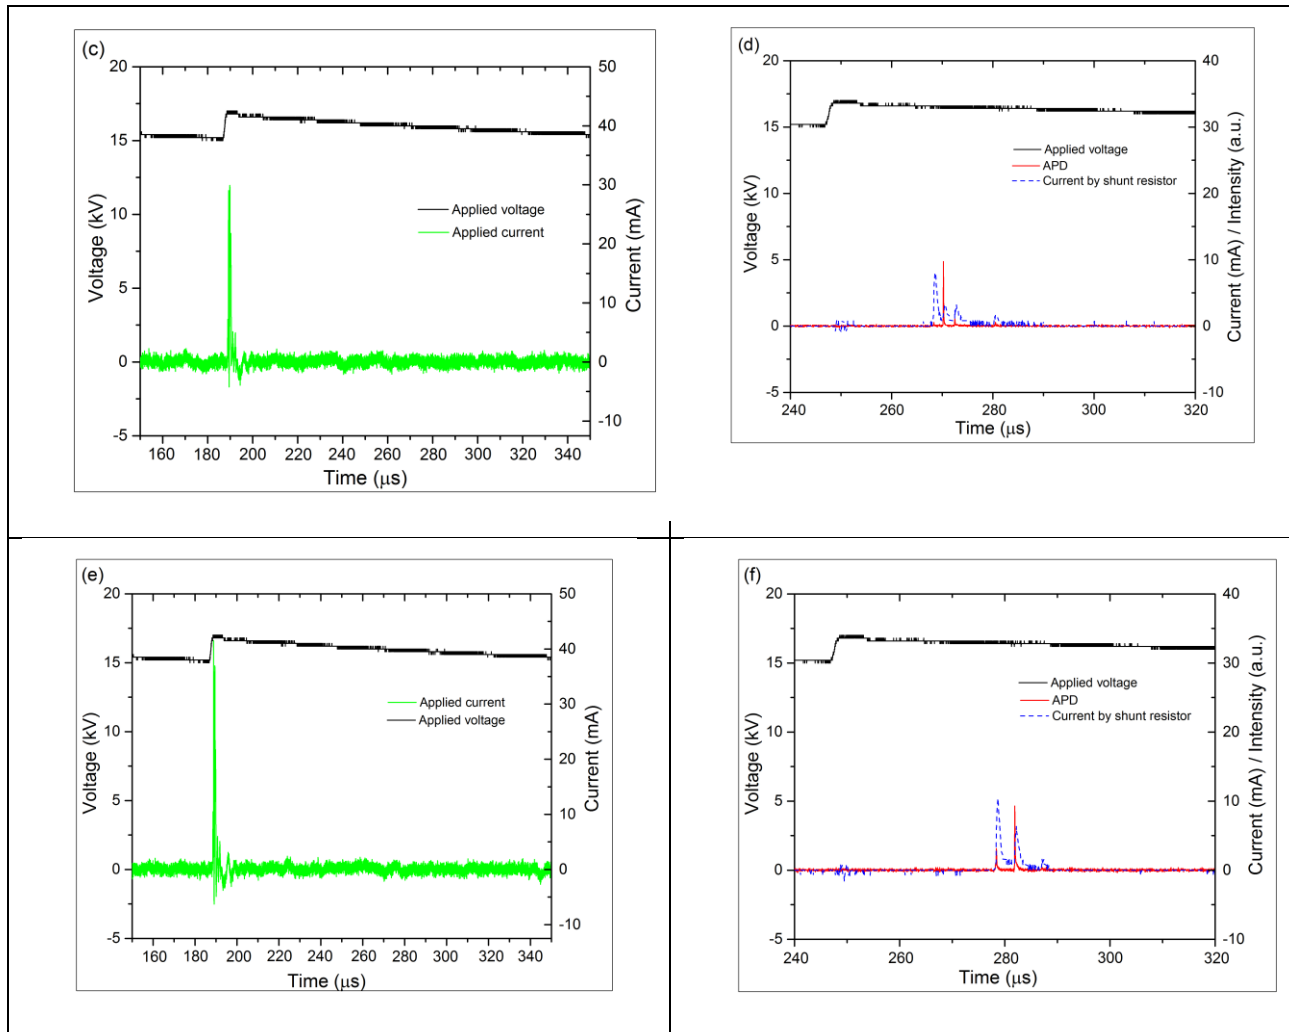 (c)
20
15
10
5
0
-5
50
40
30
20
10
0
-10
Voltage (kV)
Current (mA)
Applied voltage
Applied current
160 180 200 220 240 260 280 300 320 340
Time (μs)
(d)
20
15
10
5
0
-5
40
30
20
10
0
-10
Voltage (kV)
Current (mA) / Intensity (a.u.)
Applied voltage
APD
Current by shunt resistor
240 260 280 300 320
Time (μs)
(e)
20
15
10
5
0
-5
50
40
30
20
10
0
-10
Voltage (kV)
Current (mA)
Applied current
Applied voltage
160 180 200 220 240 260 280 300 320 340
Time (μs)
(f)
20
15
10
5
0
-5
40
30
20
10
0
-10
Voltage (kV)
Current (mA) / Intensity (a.u.)
Applied voltage
APD
Current by shunt resistor
240 260 280 300 320
Time (μs)